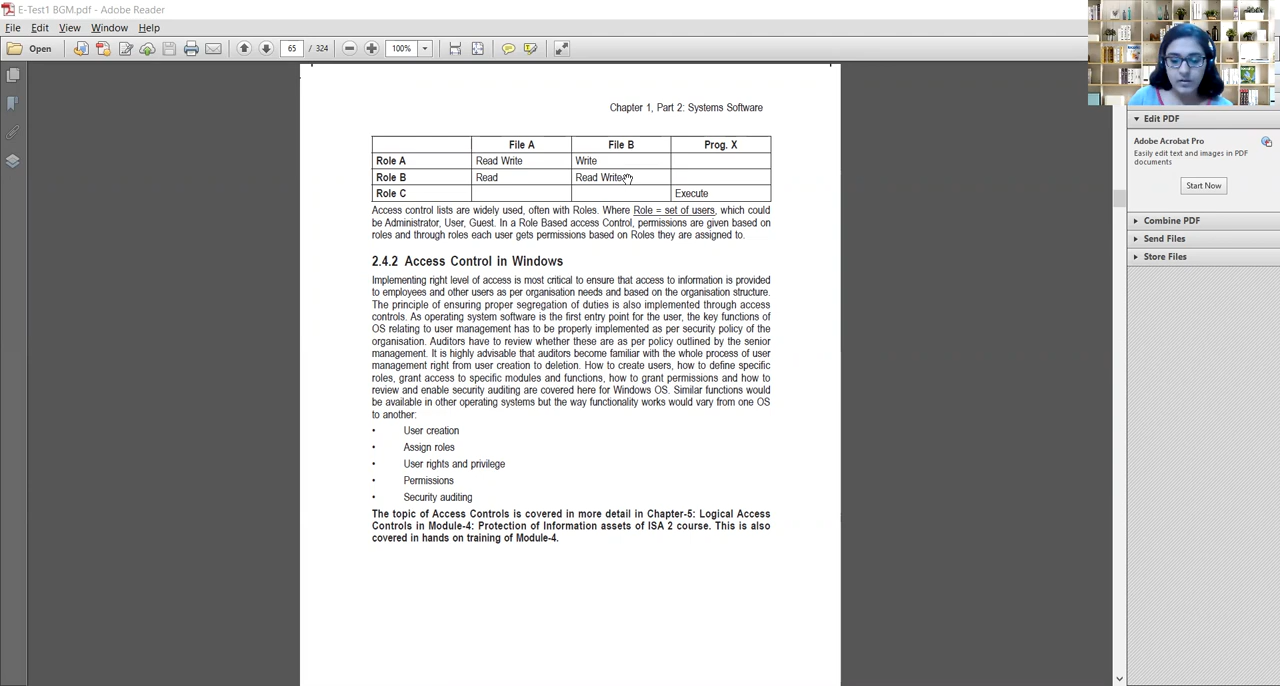 E-Test1 BGM.pdf - Adobe Reader
File Edit View Window Help
Open 65 / 324 100%
Chapter 1, Part 2: Systems Software
File A File B Prog. X
Role A Read Write Write
Role B Read Read Write
Role C Execute
Access control lists are widely used, often with Roles. Where Role = set of users, which could
be Administrator, User, Guest. In a Role Based access Control, permissions are given based on
roles and through roles each user gets permissions based on Roles they are assigned to.
2.4.2 Access Control in Windows
Implementing right level of access is most critical to ensure that access to information is provided
to employees and other users as per organisation needs and based on the organisation structure.
The principle of ensuring proper segregation of duties is also implemented through access
controls. As operating system software is the first entry point for the user, the key functions of
OS relating to user management has to be properly implemented as per security policy of the
organisation. Auditors have to review whether these are as per policy outlined by the senior
management. It is highly advisable that auditors become familiar with the whole process of user
management right from user creation to deletion. How to create users, how to define specific
roles, grant access to specific modules and functions, how to grant permissions and how to
review and enable security auditing are covered here for Windows OS. Similar functions would
be available in other operating systems but the way functionality works would vary from one OS
to another:
• User creation
• Assign roles
• User rights and privilege
• Permissions
• Security auditing
The topic of Access Controls is covered in more detail in Chapter-5: Logical Access
Controls in Module-4: Protection of Information assets of ISA 2 course. This is also
covered in hands on training of Module-4.
Edit PDF
Adobe Acrobat Pro
Easily edit text and images in PDF
documents
Start Now
Combine PDF
Send Files
Store Files